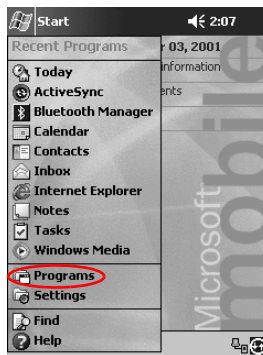 Start 2:07
Recent Programs r 03, 2001
Today
information
ActiveSync
ents
Bluetooth Manager
Calendar
Contacts
Inbox
Internet Explorer
Notes
Tasks
Windows Media
Programs
Settings
Find
Help
Microsoft
mobile